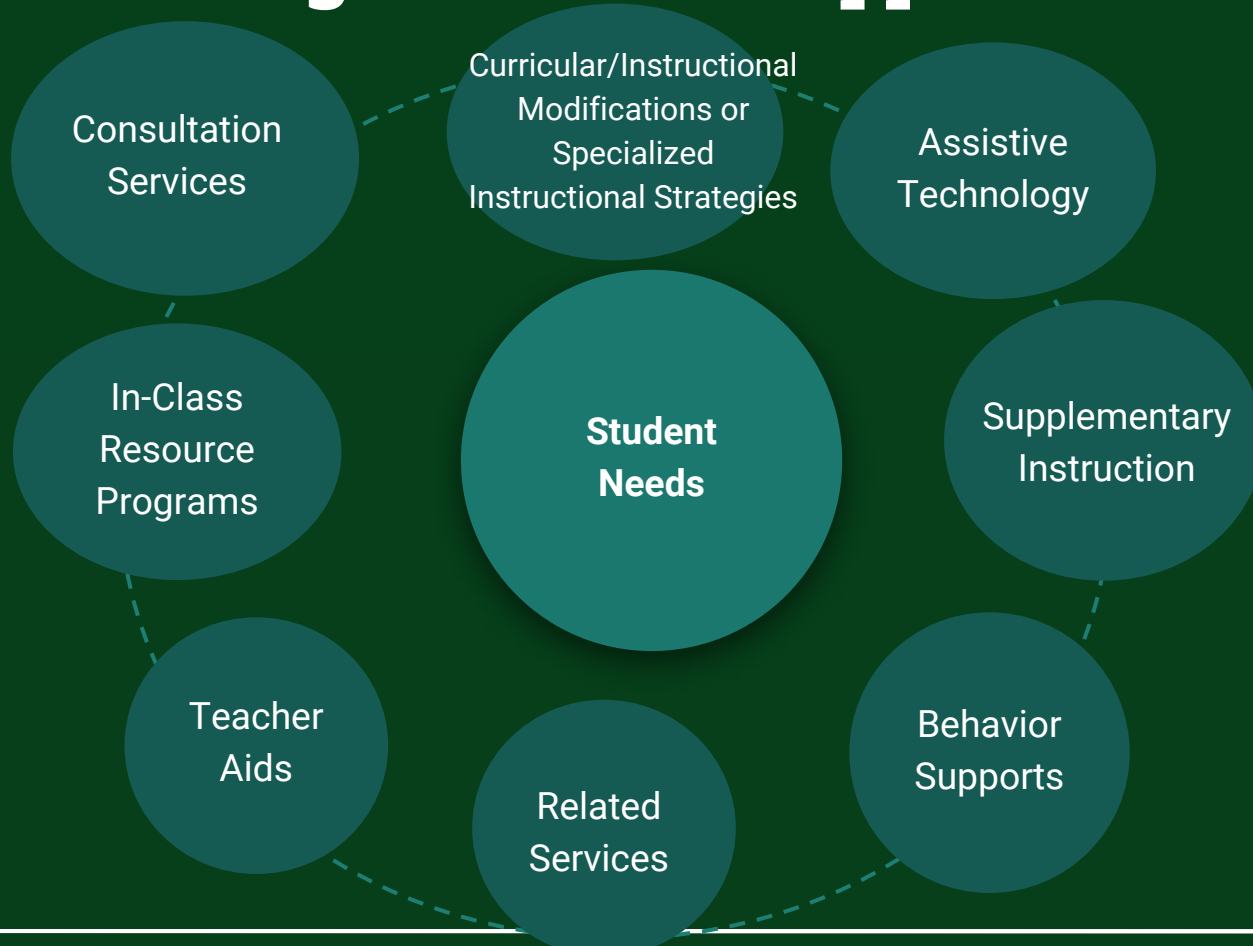 Curricular/Instructional
Modifications or
Specialized
Instructional Strategies
Consultation
Services
Assistive
Technology
In-Class
Resource
Programs
Student
Needs
Supplementary
Instruction
Teacher
Aids
Behavior
Supports
Related
Services